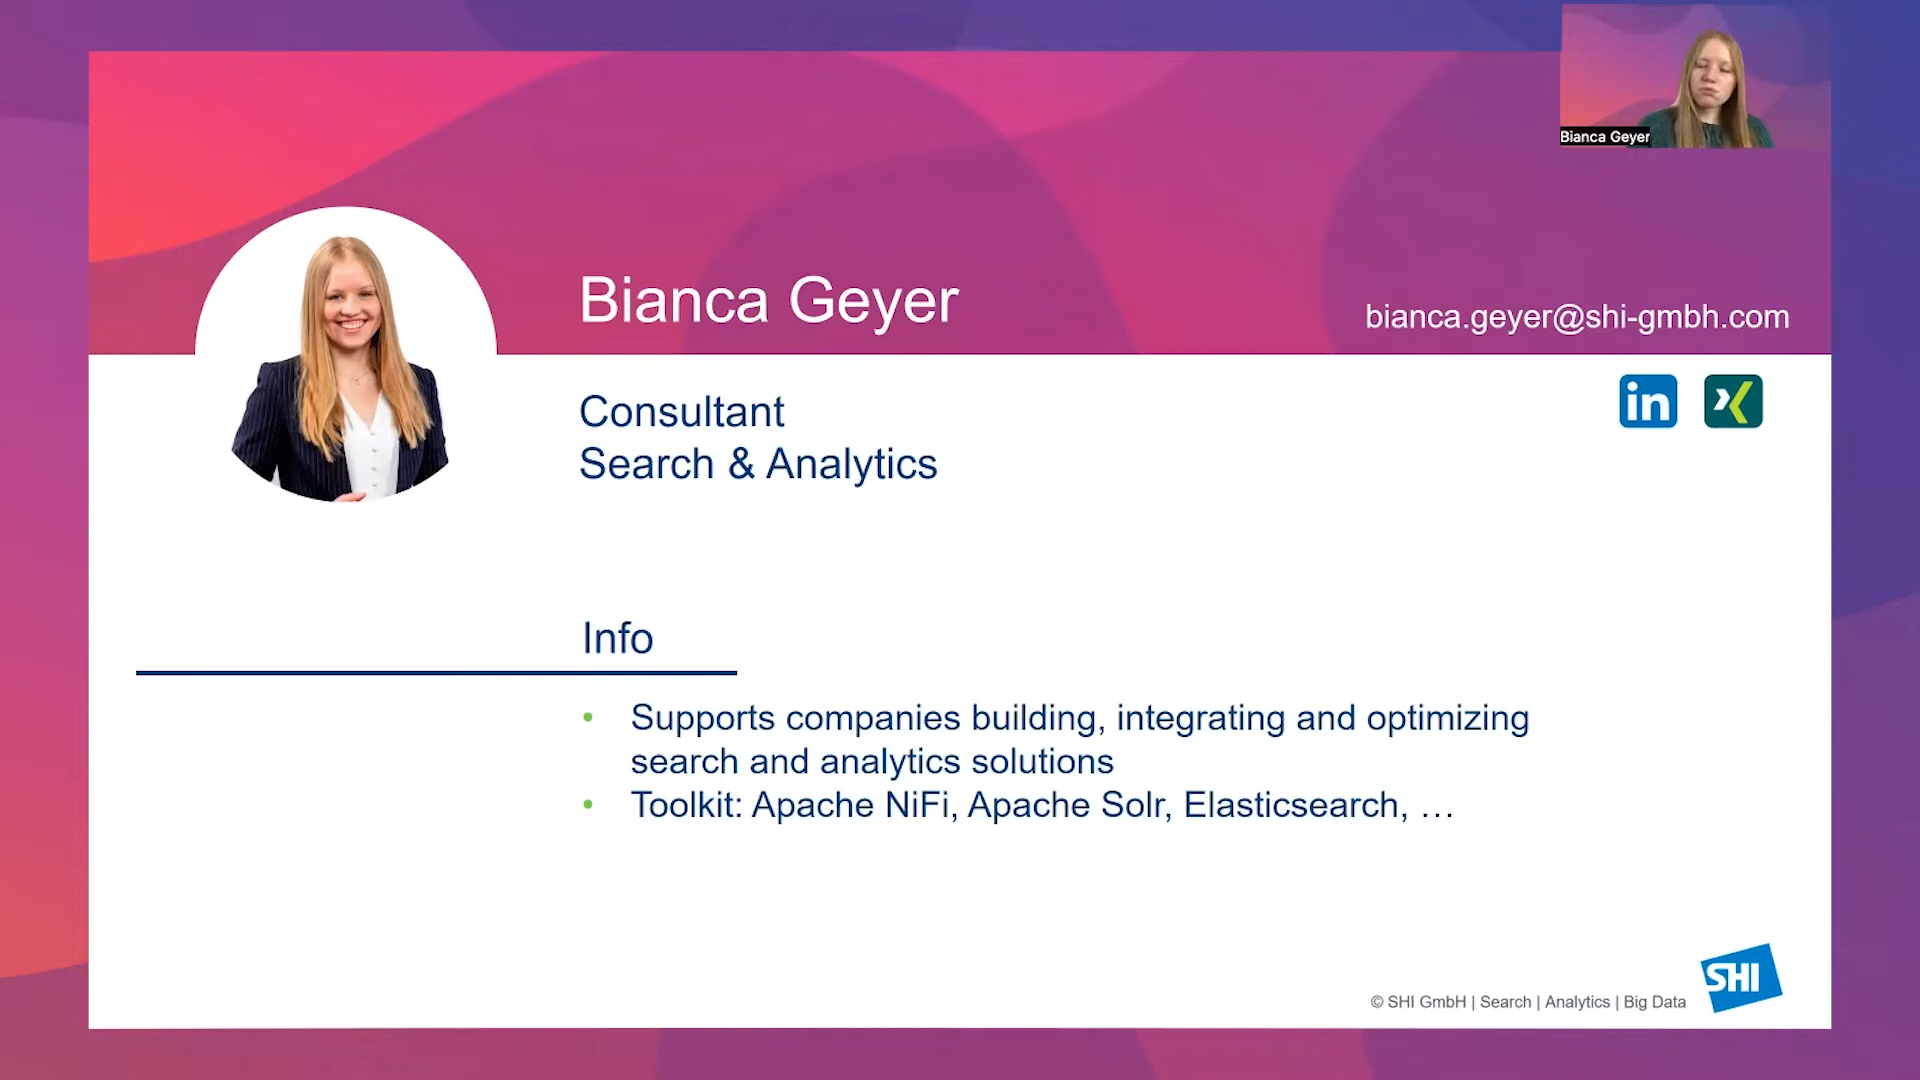 Bianca Geyer
Bianca Geyer
bianca.geyer@shi-gmbh.com
in
Consultant
Search & Analytics
Info
• Supports companies building, integrating and optimizing
search and analytics solutions
• Toolkit: Apache NiFi, Apache Solr, Elasticsearch, …
© SHI GmbH | Search | Analytics | Big Data
SHI